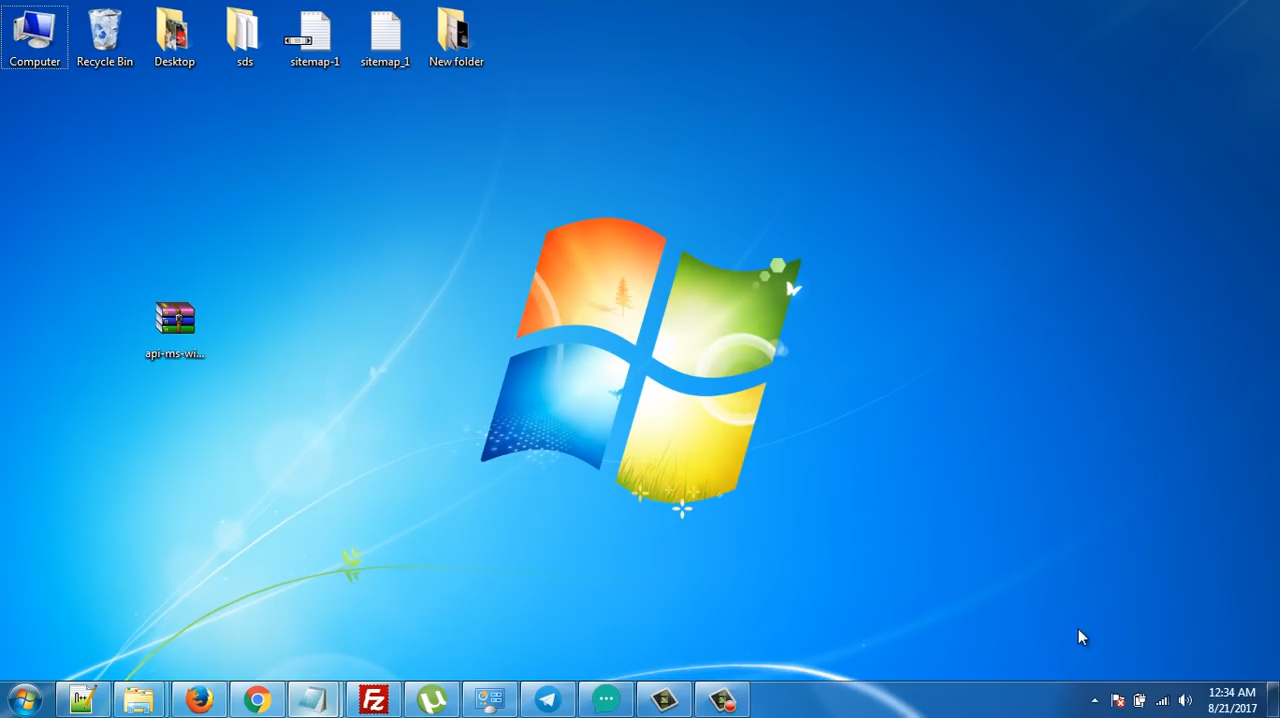 Computer
Recycle Bin
Desktop
sds
sitemap-1
sitemap_1
New folder
api-ms-wi...
12:34 AM
8/21/2017